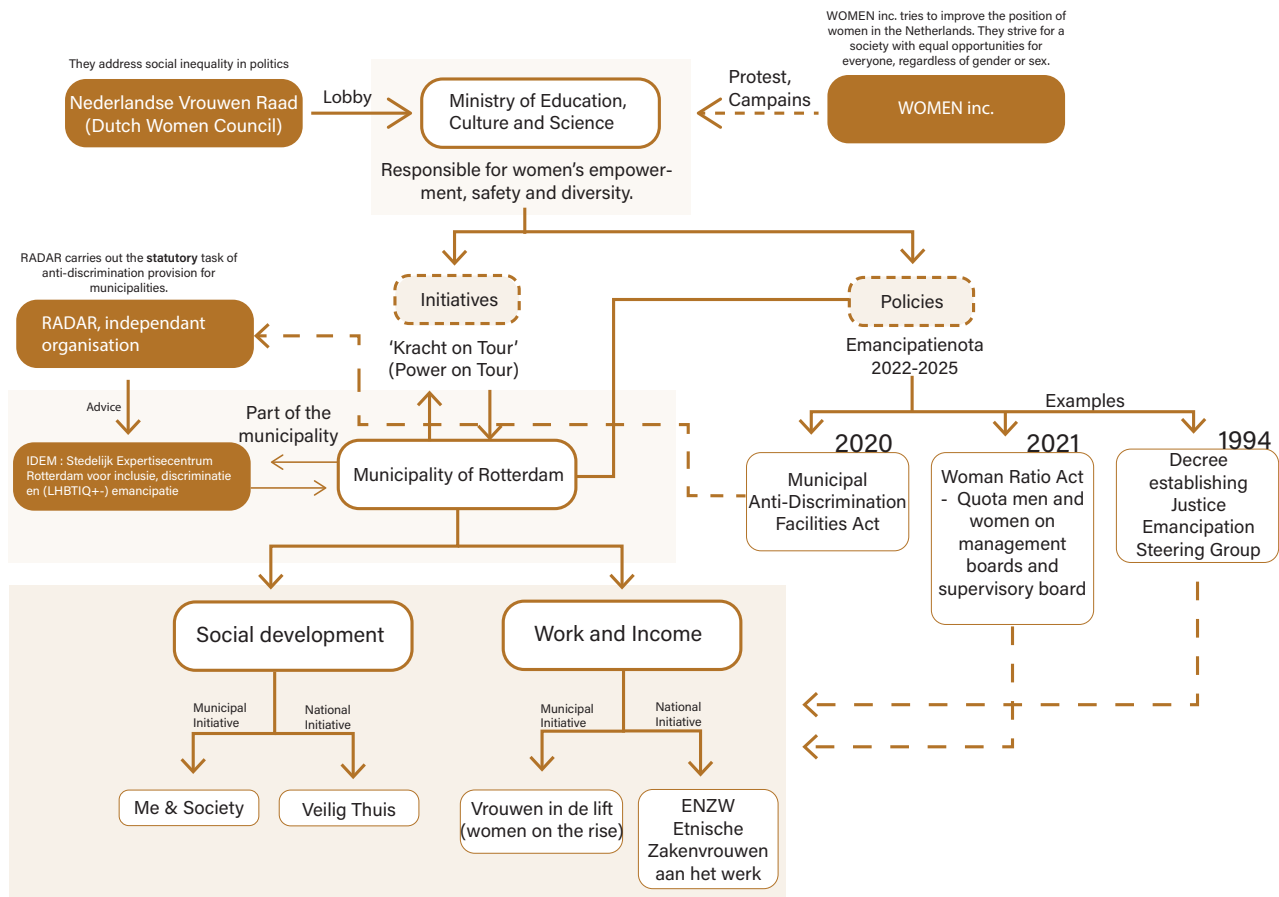 They address social inequality in politics
Nederlandse Vrouwen Raad
(Dutch Women Council)
Lobby
Ministry of Education,
Culture and Science
Responsible for women's empower-
ment, safety and diversity.
Protest,
Campains
WOMEN inc. tries to improve the position of
women in the Netherlands. They strive for a
society with equal opportunities for
everyone, regardless of gender or sex.
WOMEN inc.
RADAR carries out the statutory task of
anti-discrimination provision for
municipalities.
RADAR, independant
organisation
Initiatives
'Kracht on Tour'
(Power on Tour)
Policies
Emancipatienota
2022-2025
Examples
Advice
Part of the
municipality
IDEM : Stedelijk Expertisecentrum
Rotterdam voor inclusie, discriminatie
en (LHBTIQ+-) emancipatie
Municipality of Rotterdam
2020
Municipal
Anti-Discrimination
Facilities Act
2021
Woman Ratio Act
- Quota men and
women on
management
boards and
supervisory board
1994
Decree
establishing
Justice
Emancipation
Steering Group
Social development
Municipal
Initiative
National
Initiative
Me & Society
Veilig Thuis
Work and Income
Municipal
Initiative
National
Initiative
Vrouwen in de lift
(women on the rise)
ENZW
Etnische
Zakenvrouwen
aan het werk